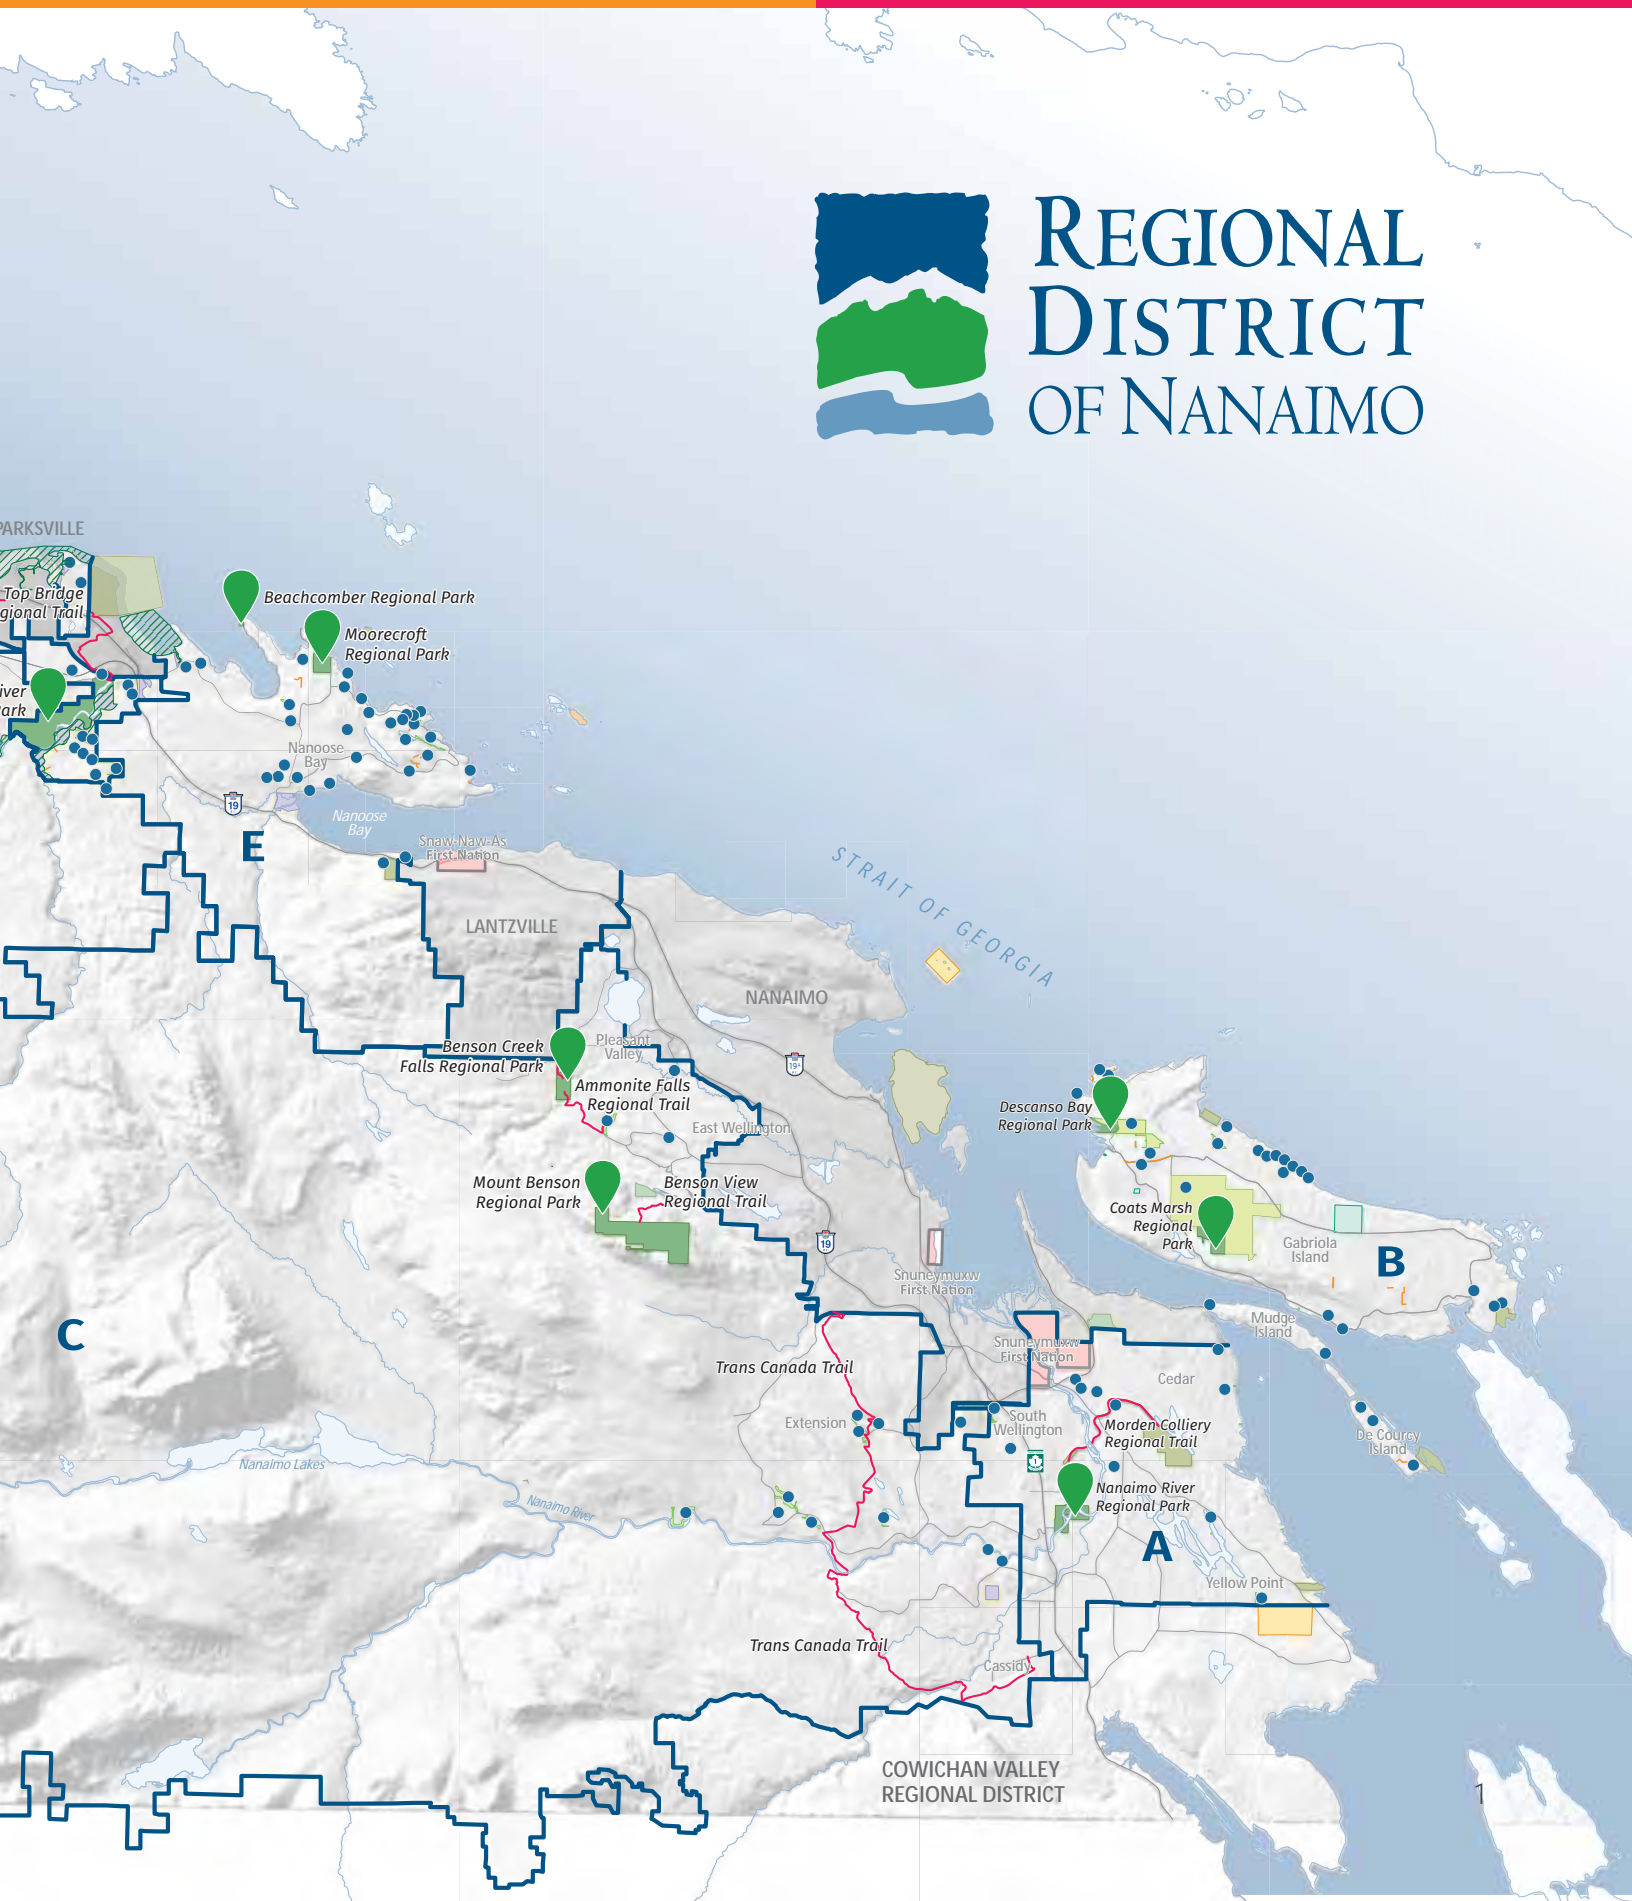 REGIONAL
DISTRICT
OF NANAIMO
PARKSVILLE
Top Bridge
gional Trail
Beachcomber Regional Park
Moorecroft
Regional Park
iver
ark
Nanoose
Bay
19
Nanoose
Bay
E
Snaw-Naw-As
First Nation
STRAIT OF GEORGIA
LANTZVILLE
NANAIMO
Benson Creek
Falls Regional Park
Pleasant
Valley
19A
Ammonite Falls
Regional Trail
Descanso Bay
Regional Park
East Wellington
Mount Benson
Regional Park
Benson View
Regional Trail
Coats Marsh
Regional
Park
19
Gabriola
Island
B
Snuneymuxw
First Nation
C
Mudge
Island
Snuneymuxw
First Nation
Trans Canada Trail
Cedar
Extension
South
Wellington
Morden Colliery
Regional Trail
De Courcy
Island
1
Nanaimo Lakes
Nanaimo River
Nanaimo River
Regional Park
A
Yellow Point
Trans Canada Trail
Cassidy
COWICHAN VALLEY
REGIONAL DISTRICT
1